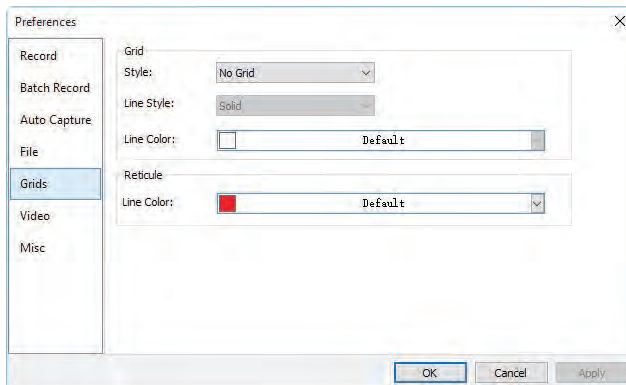 Preferences
Record
Batch Record
Auto Capture
File
Grids
Video
Misc
Grid
Style: No Grid
Line Style: Solid
Line Color: Default
Reticule
Line Color: Default
OK Cancel Apply